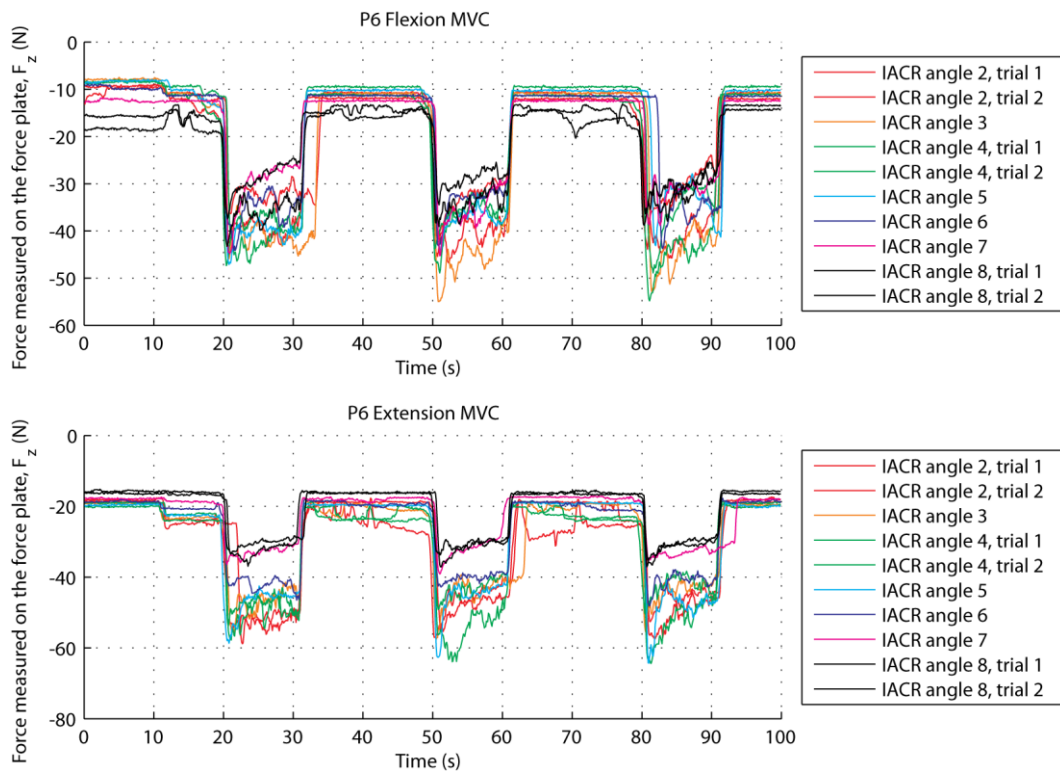 P6 Flexion MVC
Force measured on the force plate, F_z (N)
0
-10
-20
-30
-40
-50
-60
0 10 20 30 40 50 60 70 80 90 100
Time (s)
IACR angle 2, trial 1
IACR angle 2, trial 2
IACR angle 3
IACR angle 4, trial 1
IACR angle 4, trial 2
IACR angle 5
IACR angle 6
IACR angle 7
IACR angle 8, trial 1
IACR angle 8, trial 2
P6 Extension MVC
Force measured on the force plate, F_z (N)
0
-20
-40
-60
-80
0 10 20 30 40 50 60 70 80 90 100
Time (s)
IACR angle 2, trial 1
IACR angle 2, trial 2
IACR angle 3
IACR angle 4, trial 1
IACR angle 4, trial 2
IACR angle 5
IACR angle 6
IACR angle 7
IACR angle 8, trial 1
IACR angle 8, trial 2